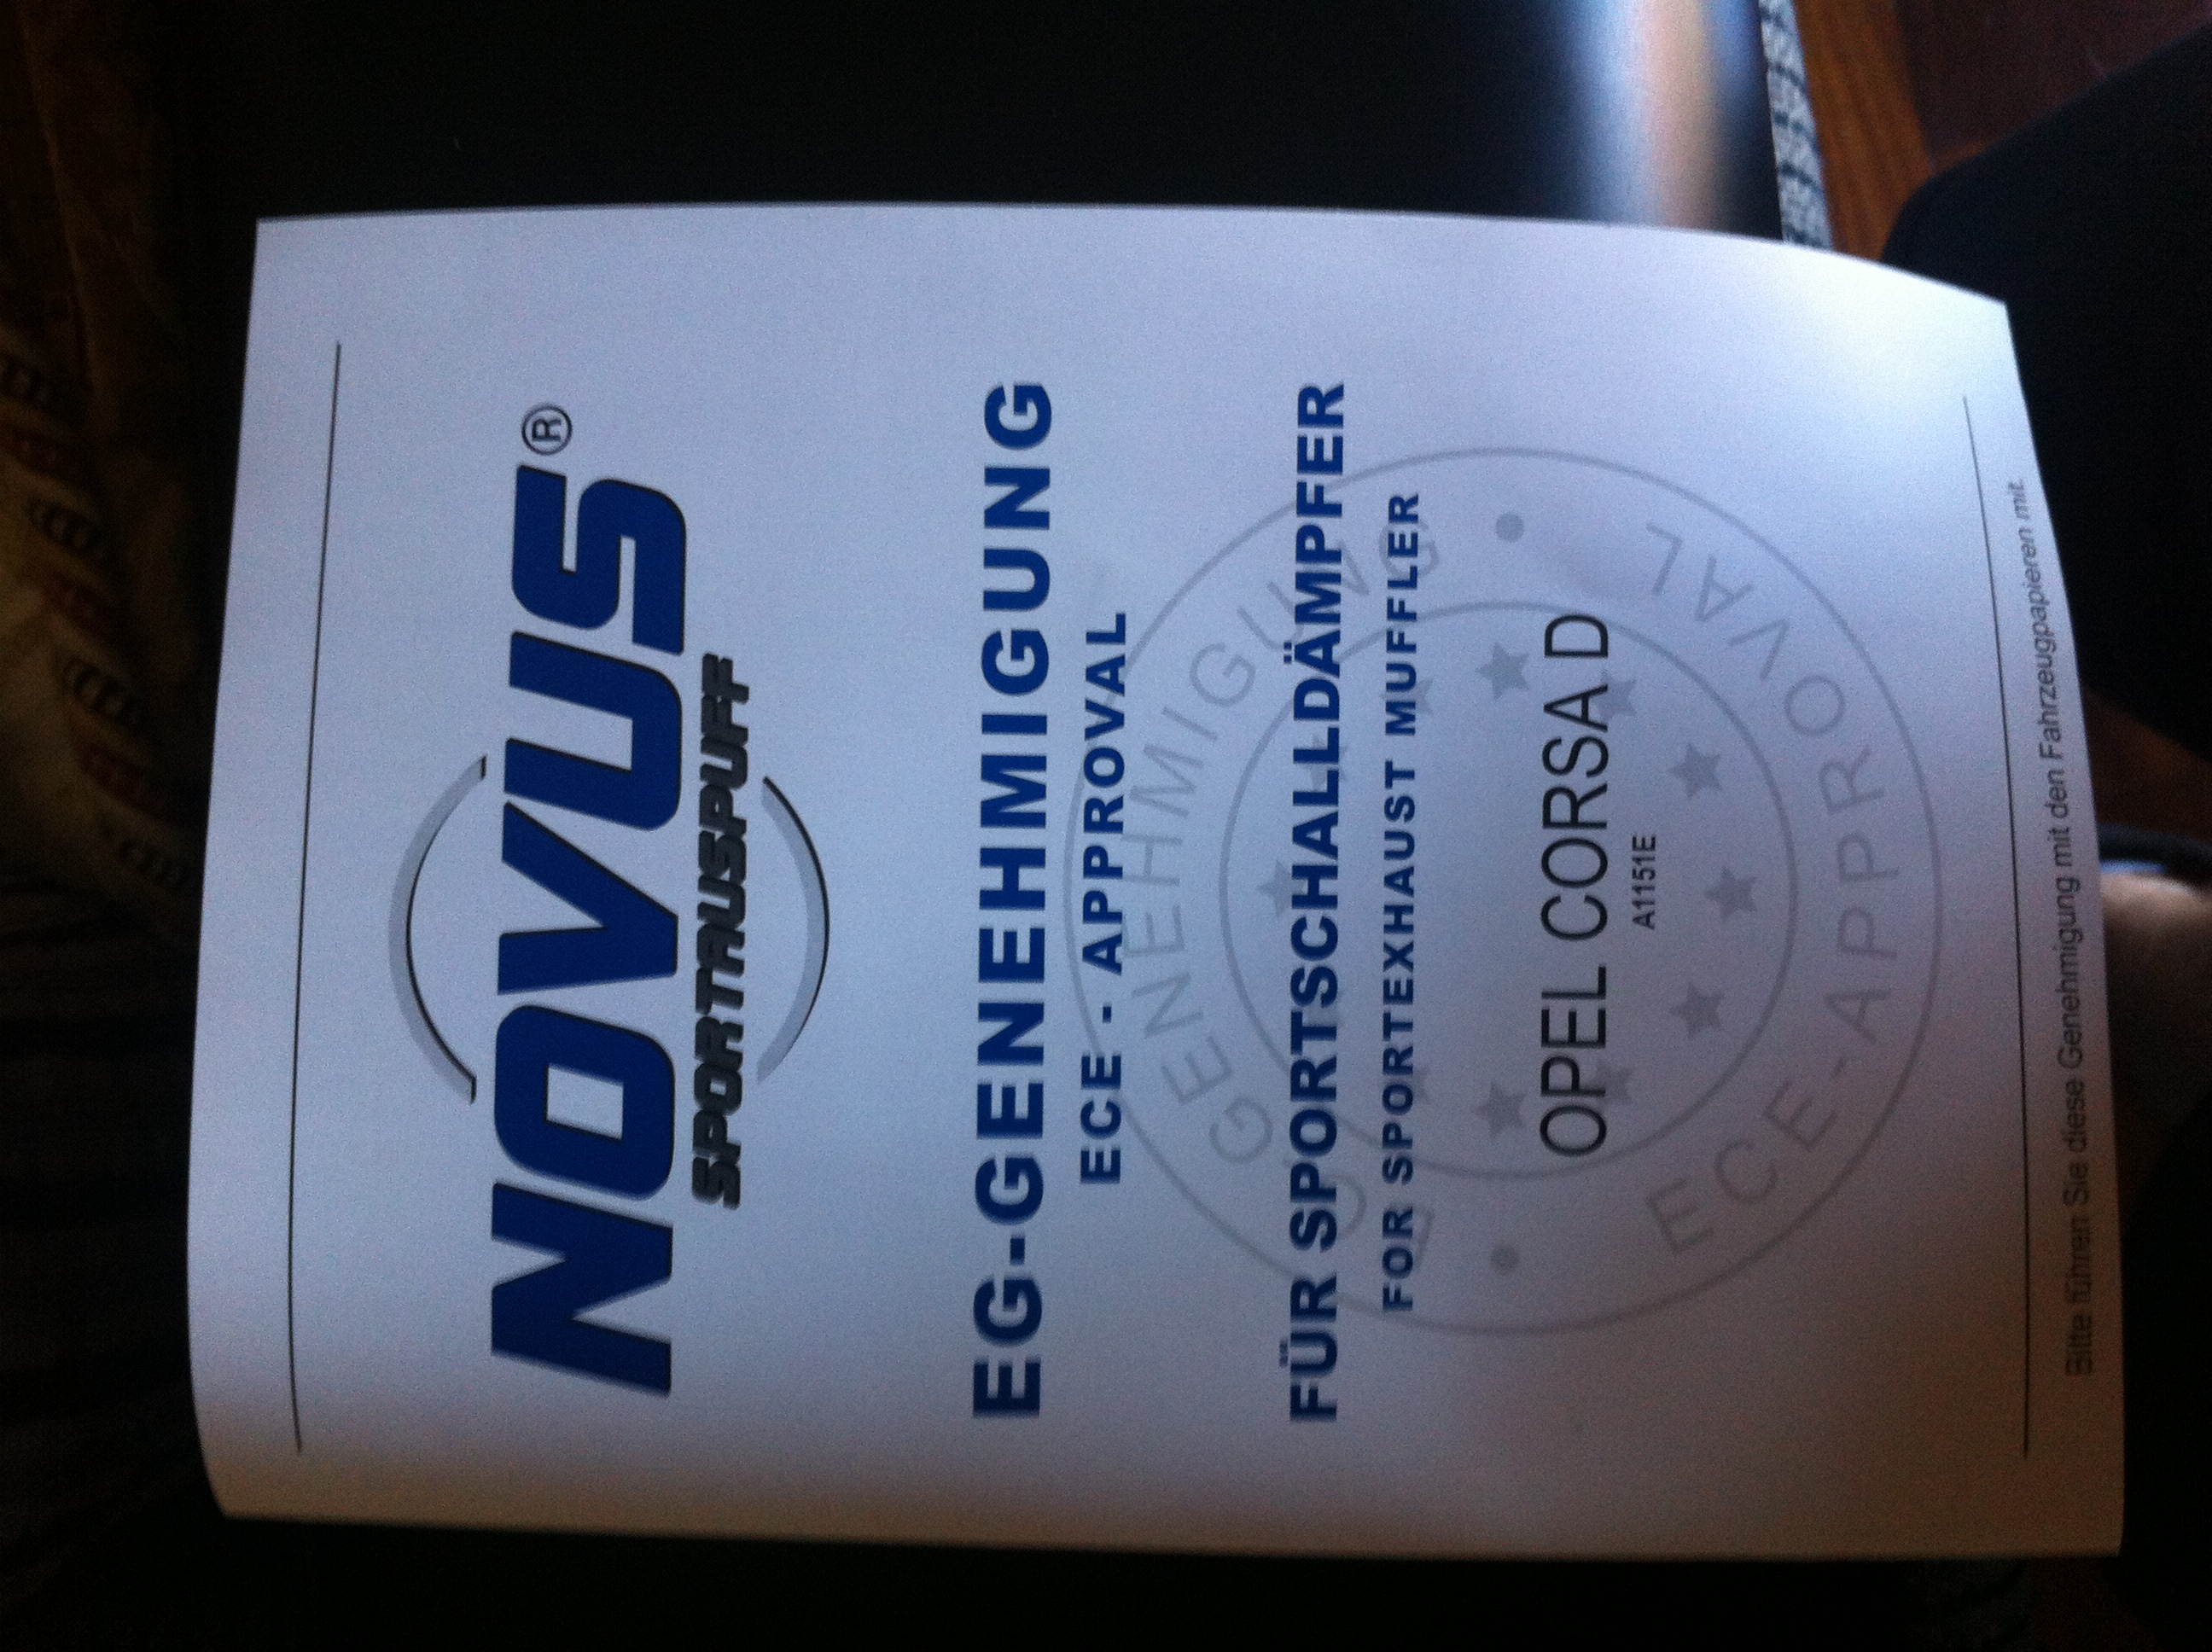 NOVUS®
SPORTAUSPUFF
EG-GENEHMIGUNG
ECE - APPROVAL
FÜR SPORTSCHALLDÄMPFER
FOR SPORTEXHAUST MUFFLER
OPEL CORSA D
A1151E
EG GENEHMIGUNG
ECE-APPROVAL
Bitte führen Sie diese Genehmigung mit den Fahrzeugpapieren mit.